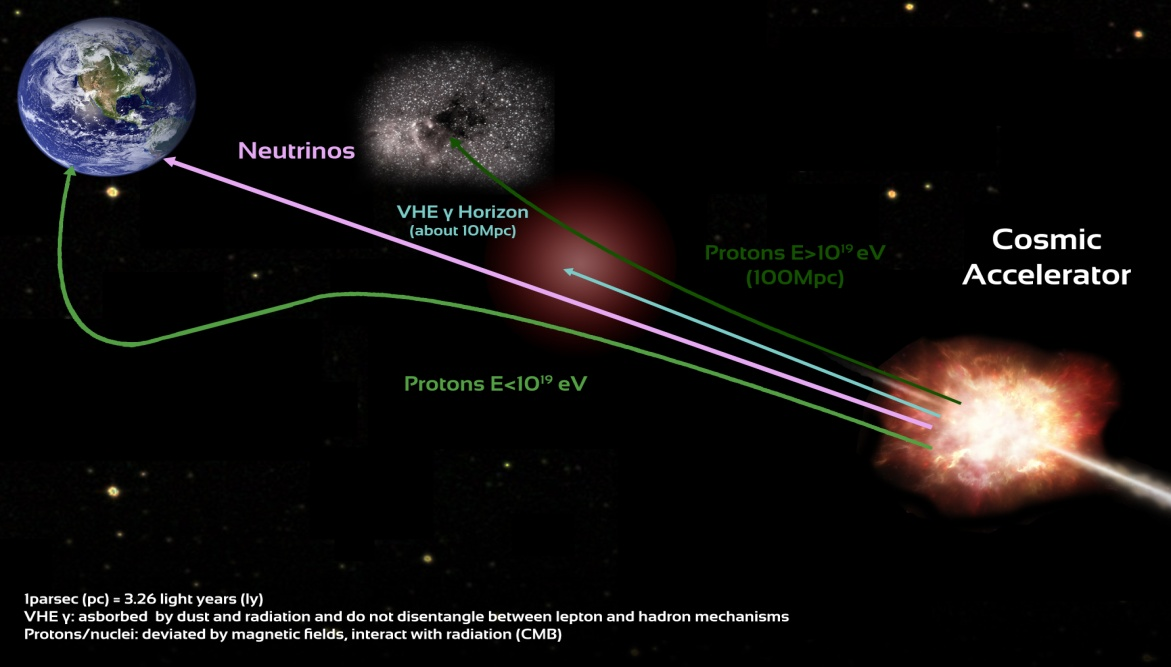 Neutrinos
VHE γ Horizon
(about 10Mpc)
Protons E>10¹⁹ eV
(100Mpc)
Cosmic
Accelerator
Protons E<10¹⁹ eV
1parsec (pc) = 3.26 light years (ly)
VHE γ: asborbed by dust and radiation and do not disentangle between lepton and hadron mechanisms
Protons/nuclei: deviated by magnetic fields, interact with radiation (CMB)